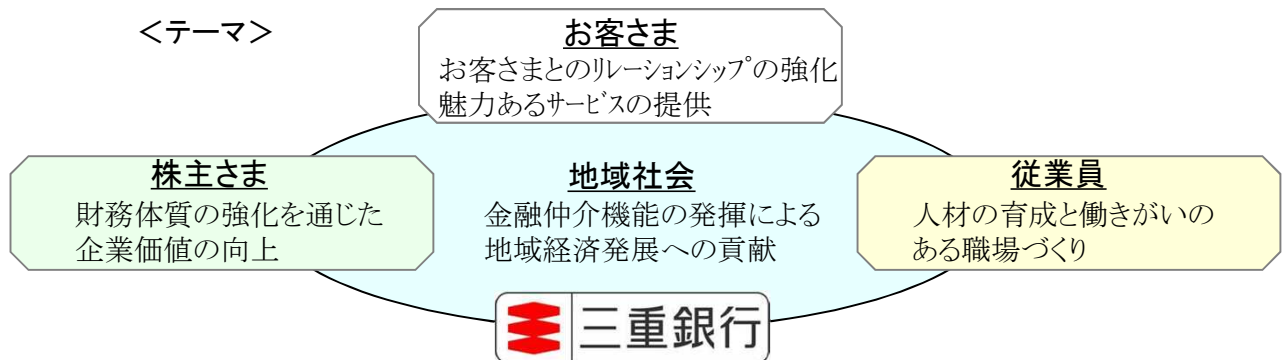 ＜テーマ＞
お客さま
お客さまとのリレーションシップの強化
魅力あるサービスの提供
株主さま
財務体質の強化を通じた
企業価値の向上
地域社会
金融仲介機能の発揮による
地域経済発展への貢献
従業員
人材の育成と働きがいの
ある職場づくり
三重銀行